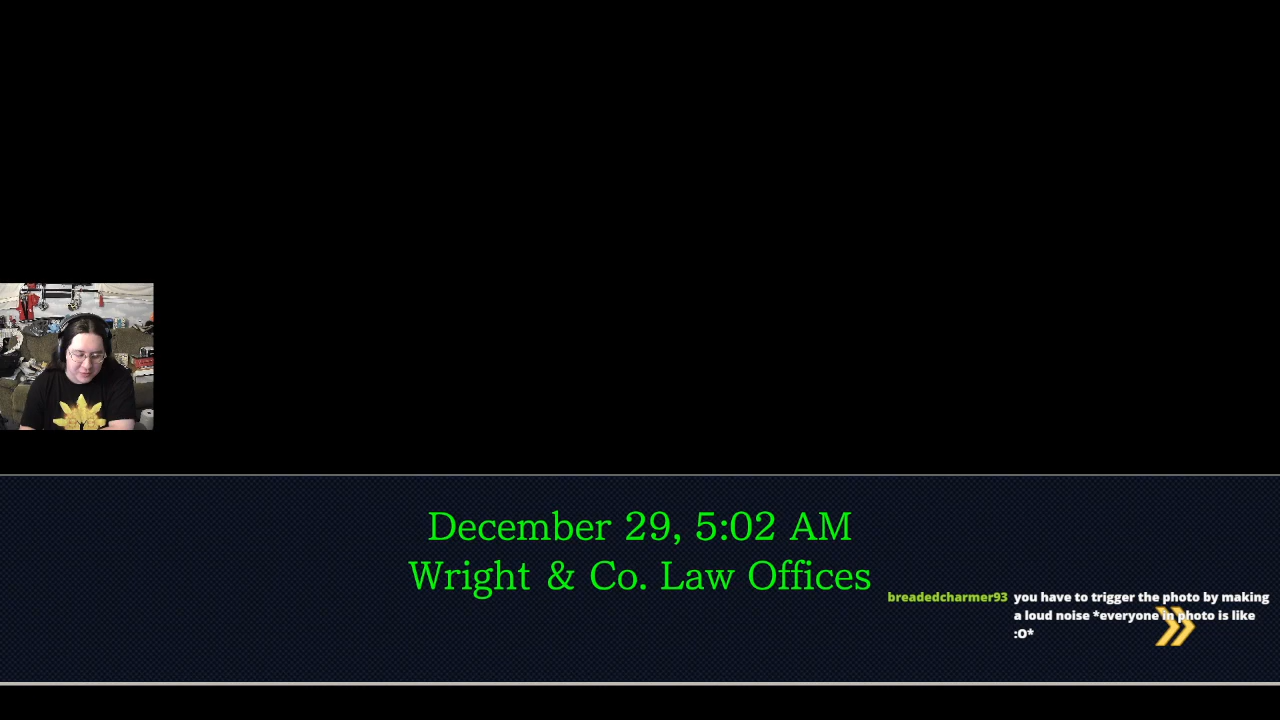 December 29, 5:02 AM
Wright & Co. Law Offices
breadedcharmer93 you have to trigger the photo by making
a loud noise *everyone in photo is like
:O*